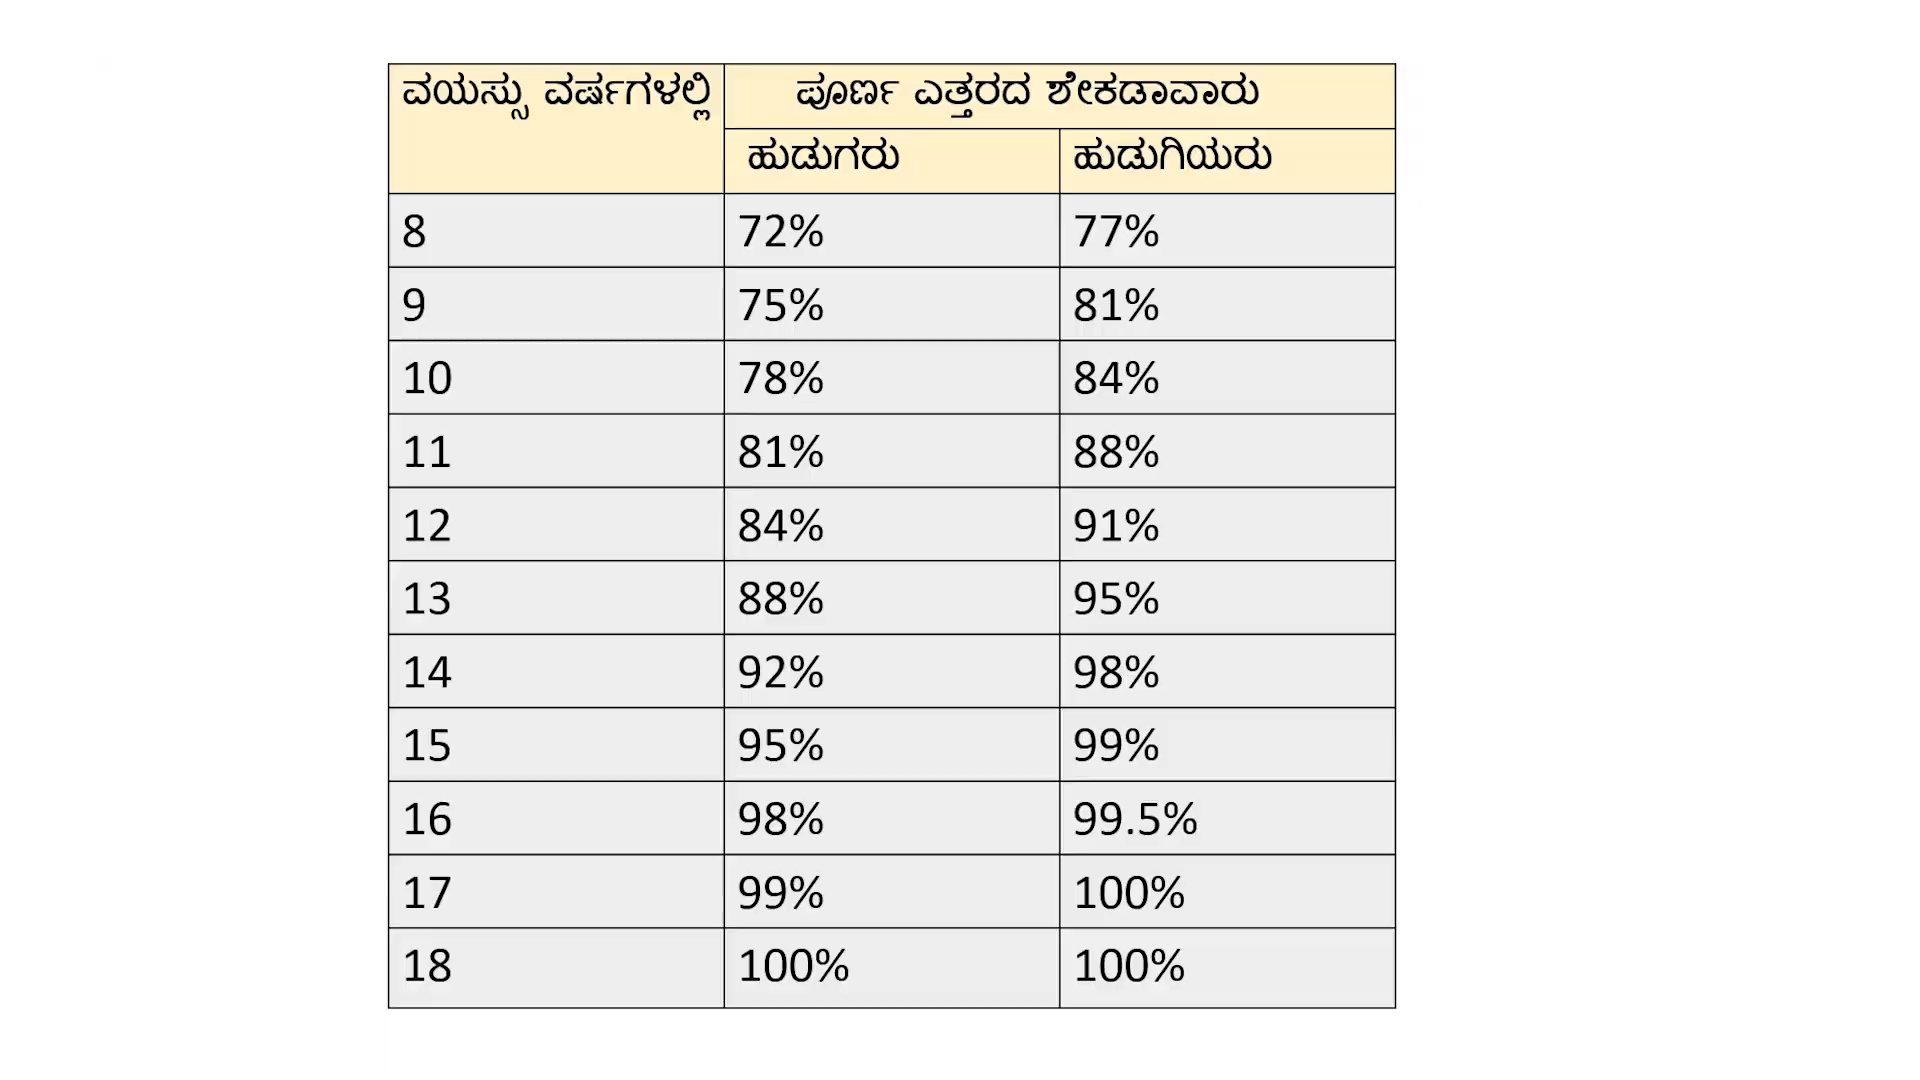 ವಯಸ್ಸು ವರ್ಷಗಳಲ್ಲಿ ಪೂರ್ಣ ಎತ್ತರದ ಶೇಕಡಾವಾರು
ಹುಡುಗರು ಹುಡುಗಿಯರು
8 72% 77%
9 75% 81%
10 78% 84%
11 81% 88%
12 84% 91%
13 88% 95%
14 92% 98%
15 95% 99%
16 98% 99.5%
17 99% 100%
18 100% 100%